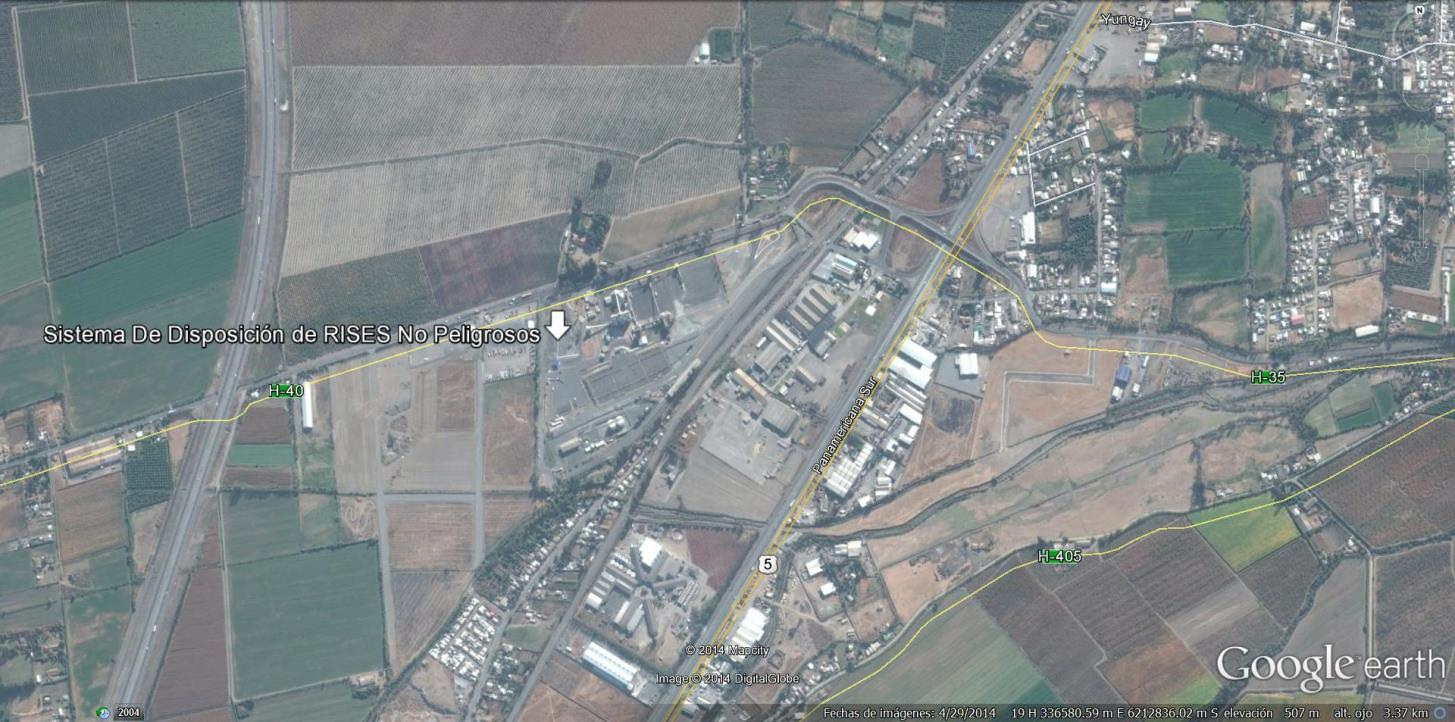 Yungay
Sistema De Disposición de RISES No Peligrosos
H-40
H-35
Panamericana Sur
H-405
5
© 2014 Mapcity
Image © 2014 DigitalGlobe
Google earth
2004
Fechas de imágenes: 4/29/2014 19 H 336580.59 m E 6212836.02 m S elevación 507 m alt. ojo 3.37 km
N